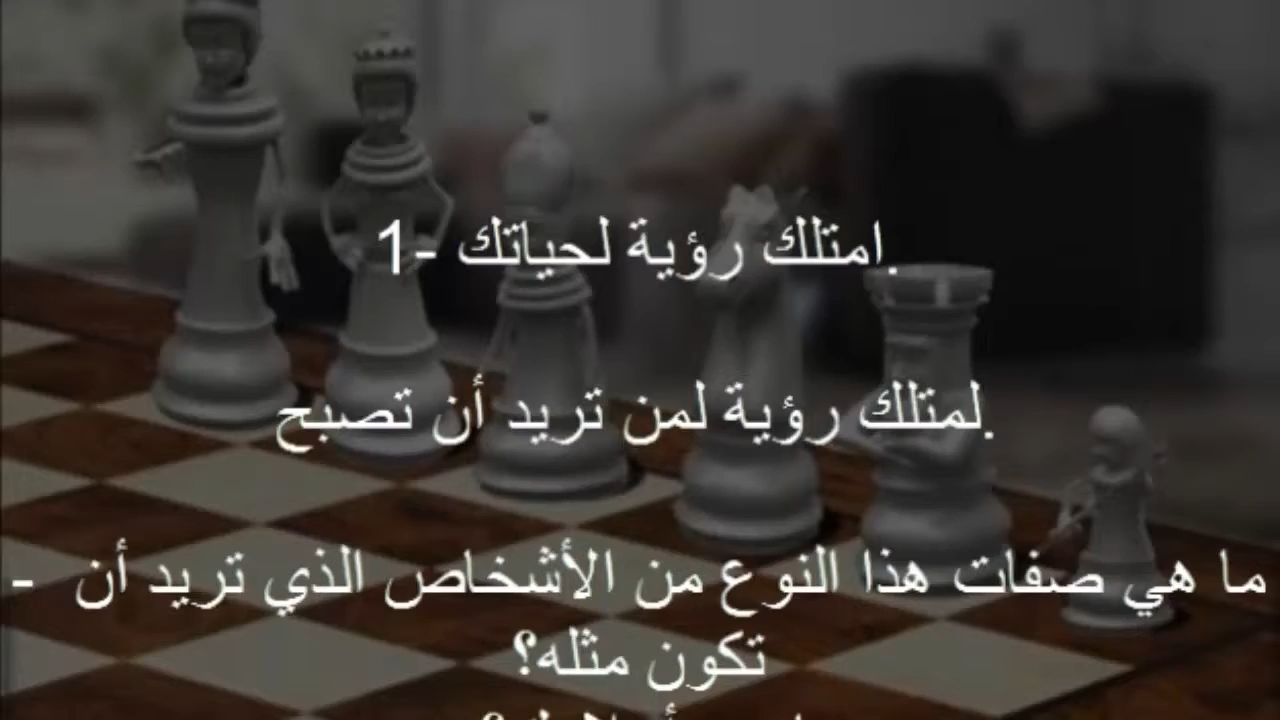 1- امتلك رؤية لحياتك.
لمتلك رؤية لمن تريد أن تصبح.
ما هي صفات هذا النوع من الأشخاص الذي تريد أن -
تكون مثله؟